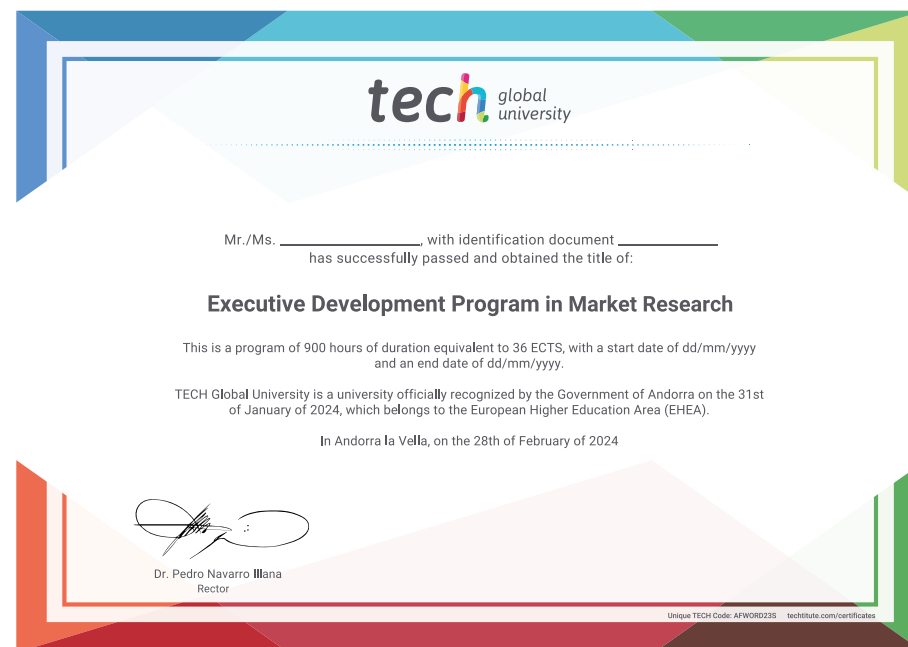 tech global
university
Mr./Ms. ____________________, with identification document ______________
has successfully passed and obtained the title of:
Executive Development Program in Market Research
This is a program of 900 hours of duration equivalent to 36 ECTS, with a start date of dd/mm/yyyy
and an end date of dd/mm/yyyy.
TECH Global University is a university officially recognized by the Government of Andorra on the 31st
of January of 2024, which belongs to the European Higher Education Area (EHEA).
In Andorra la Vella, on the 28th of February of 2024
Dr. Pedro Navarro Illana
Rector
Unique TECH Code: AFWORD23S techtitute.com/certificates